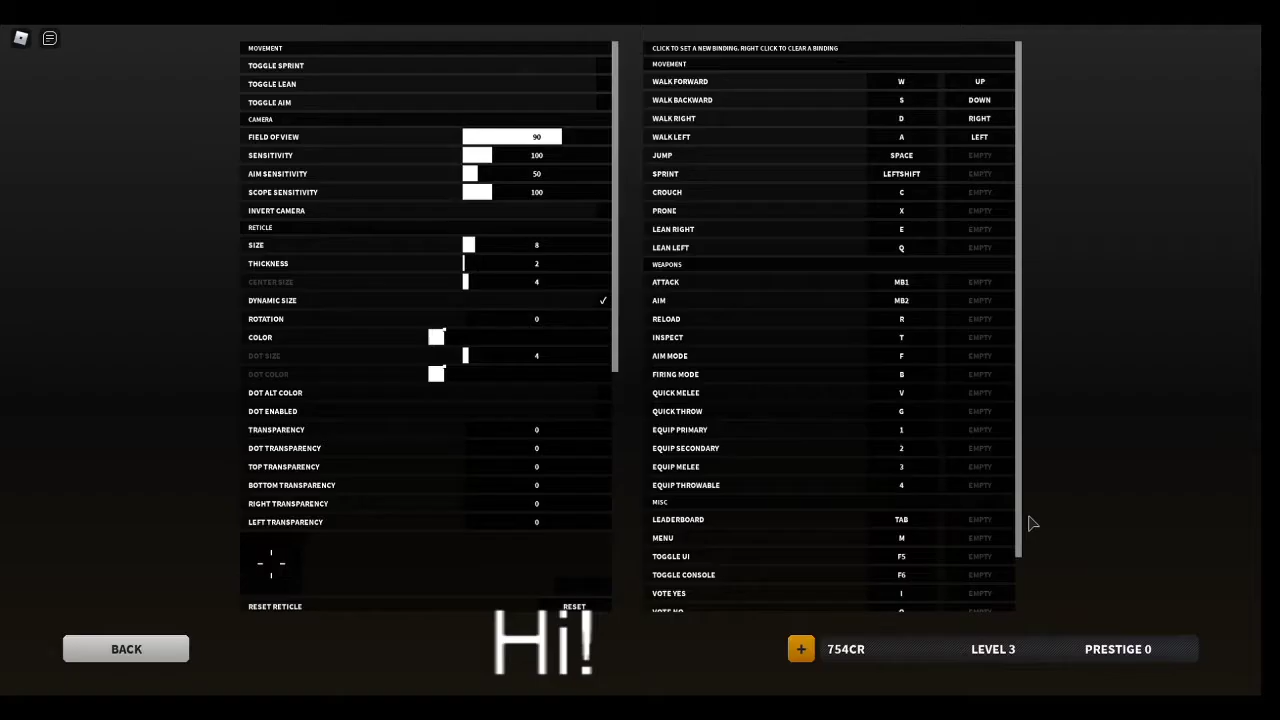 MOVEMENT
TOGGLE SPRINT
TOGGLE LEAN
TOGGLE AIM
CAMERA
FIELD OF VIEW 90
SENSITIVITY 100
AIM SENSITIVITY 50
SCOPE SENSITIVITY 100
INVERT CAMERA
RETICLE
SIZE 8
THICKNESS 2
CENTER SIZE 4
DYNAMIC SIZE ✓
ROTATION 0
COLOR
DOT SIZE 4
DOT COLOR
DOT ALT COLOR
DOT ENABLED
TRANSPARENCY 0
DOT TRANSPARENCY 0
TOP TRANSPARENCY 0
BOTTOM TRANSPARENCY 0
RIGHT TRANSPARENCY 0
LEFT TRANSPARENCY 0
RESET RETICLE RESET
CLICK TO SET A NEW BINDING. RIGHT CLICK TO CLEAR A BINDING
MOVEMENT
WALK FORWARD W UP
WALK BACKWARD S DOWN
WALK RIGHT D RIGHT
WALK LEFT A LEFT
JUMP SPACE EMPTY
SPRINT LEFTSHIFT EMPTY
CROUCH C EMPTY
PRONE X EMPTY
LEAN RIGHT E EMPTY
LEAN LEFT Q EMPTY
WEAPONS
ATTACK MB1 EMPTY
AIM MB2 EMPTY
RELOAD R EMPTY
INSPECT T EMPTY
AIM MODE F EMPTY
FIRING MODE B EMPTY
QUICK MELEE V EMPTY
QUICK THROW G EMPTY
EQUIP PRIMARY 1 EMPTY
EQUIP SECONDARY 2 EMPTY
EQUIP MELEE 3 EMPTY
EQUIP THROWABLE 4 EMPTY
MISC
LEADERBOARD TAB EMPTY
MENU M EMPTY
TOGGLE UI F5 EMPTY
TOGGLE CONSOLE F6 EMPTY
VOTE YES I EMPTY
VOTE NO
Hi!
BACK
+ 754CR LEVEL 3 PRESTIGE 0